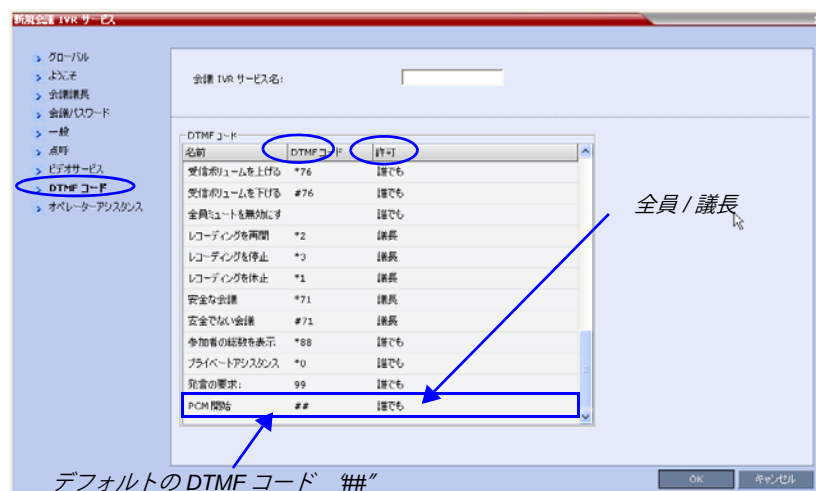 新規会議 IVR サービス
グローバル
ようこそ
会議議長
会議パスワード
一般
点呼
ビデオサービス
DTMF コード
オペレーターアシスタンス
会議 IVR サービス名:
DTMF コード
名前 DTMF コード 許可
受信ボリュームを上げる *76 誰でも
受信ボリュームを下げる #76 誰でも
全員ミュートを無効にす 誰でも
レコーディングを再開 *2 議長
レコーディングを停止 *3 議長
レコーディングを休止 *1 議長
安全な会議 *71 議長
安全でない会議 #71 議長
参加者の総数を表示 *88 誰でも
プライベートアシスタンス *0 誰でも
発言の要求: 99 誰でも
PCM 開始 ## 誰でも
全員 / 議長
デフォルトの DTMF コード “##”
OK キャンセル